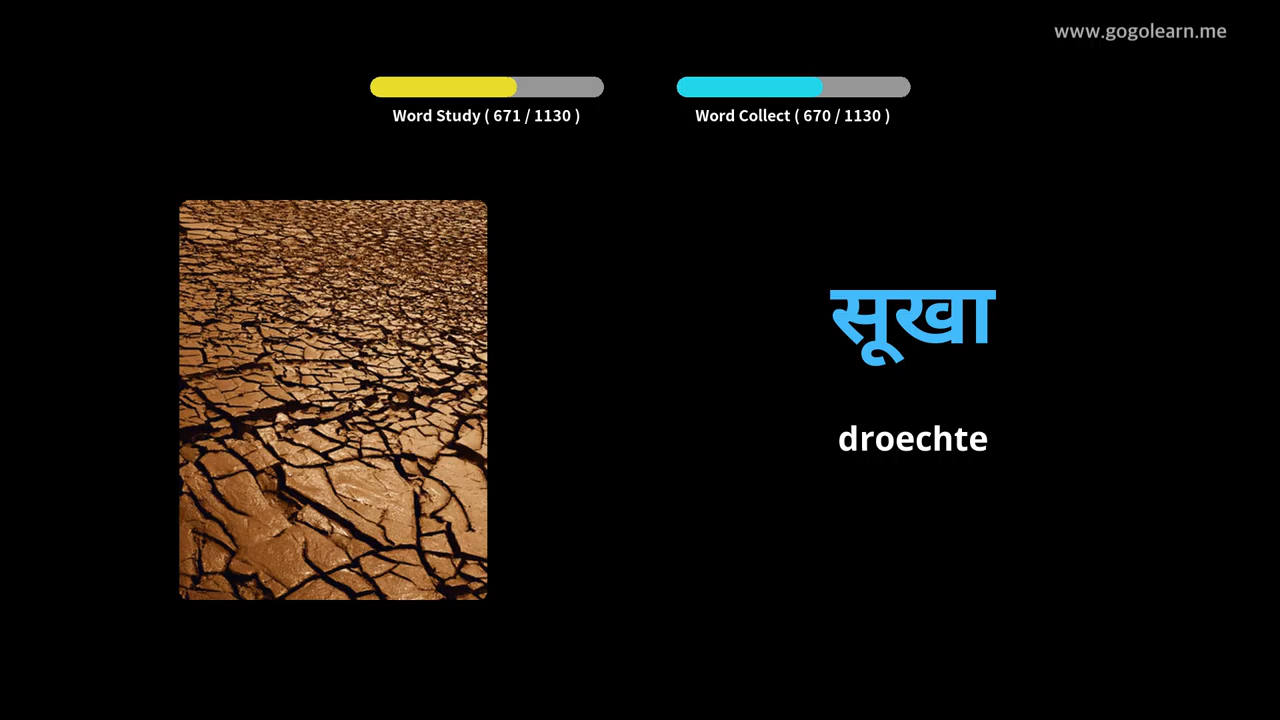 www.gogolearn.me
Word Study ( 671 / 1130 )
Word Collect ( 670 / 1130 )
सूखा
droechte